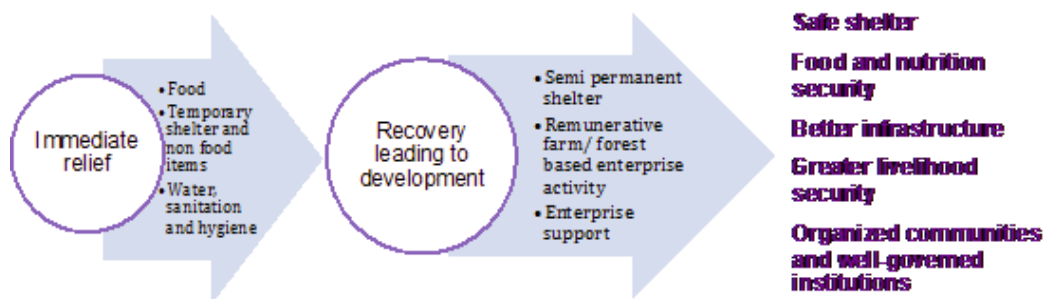 Immediate
relief
• Food
• Temporary
shelter and
non food
items
• Water,
sanitation
and hygiene
Recovery
leading to
development
• Semi permanent
shelter
• Remunerative
farm/ forest
based enterprise
activity
• Enterprise
support
Safe shelter
Food and nutrition
security
Better infrastructure
Greater livelihood
security
Organized communities
and well-governed
institutions